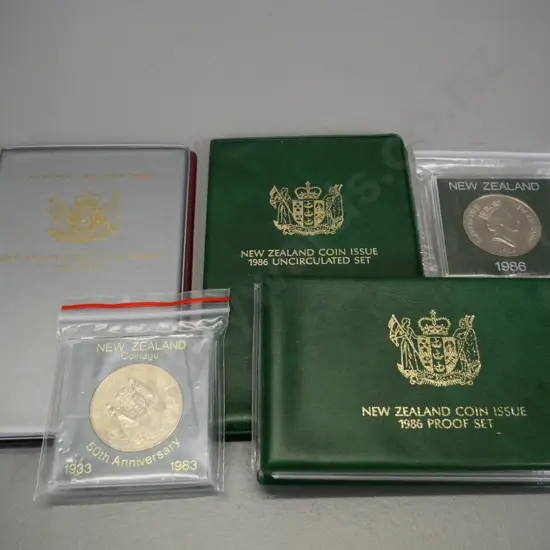 NEW ZEALAND COIN ISSUE
1986 UNCIRCULATED SET
NEW ZEALAND
1986
NEW ZEALAND
Coinage
50th Anniversary
1933 1983
NEW ZEALAND COIN ISSUE
1986 PROOF SET